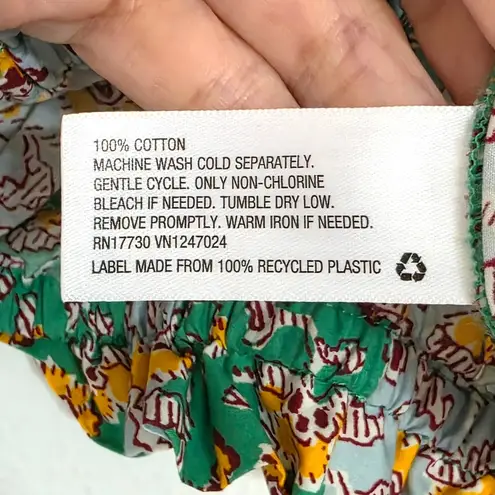 100% COTTON
MACHINE WASH COLD SEPARATELY.
GENTLE CYCLE. ONLY NON-CHLORINE
BLEACH IF NEEDED. TUMBLE DRY LOW.
REMOVE PROMPTLY. WARM IRON IF NEEDED.
RN17730 VN1247024
LABEL MADE FROM 100% RECYCLED PLASTIC